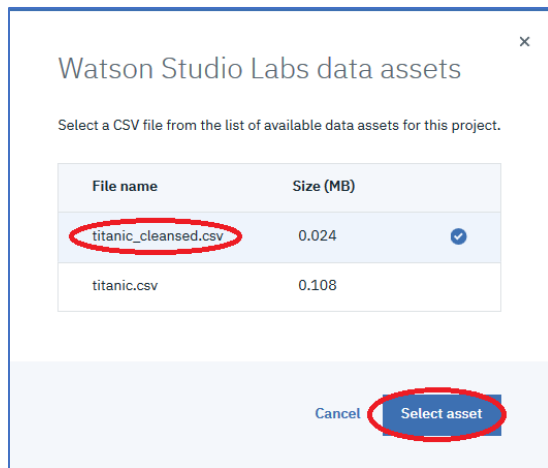 Watson Studio Labs data assets
Select a CSV file from the list of available data assets for this project.
File name Size (MB)
titanic_cleansed.csv 0.024
titanic.csv 0.108
Cancel Select asset